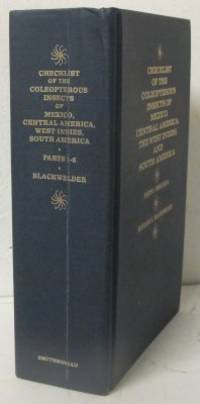 CHECKLIST
OF THE
COLEOPTEROUS
INSECTS
OF
MEXICO,
CENTRAL AMERICA,
WEST INDIES,
SOUTH AMERICA
PARTS 1-6
BLACKWELDER
SMITHSONIAN
CHECKLIST
OF THE
COLEOPTEROUS
INSECTS OF
MEXICO,
CENTRAL AMERICA,
THE WEST INDIES,
AND
SOUTH AMERICA